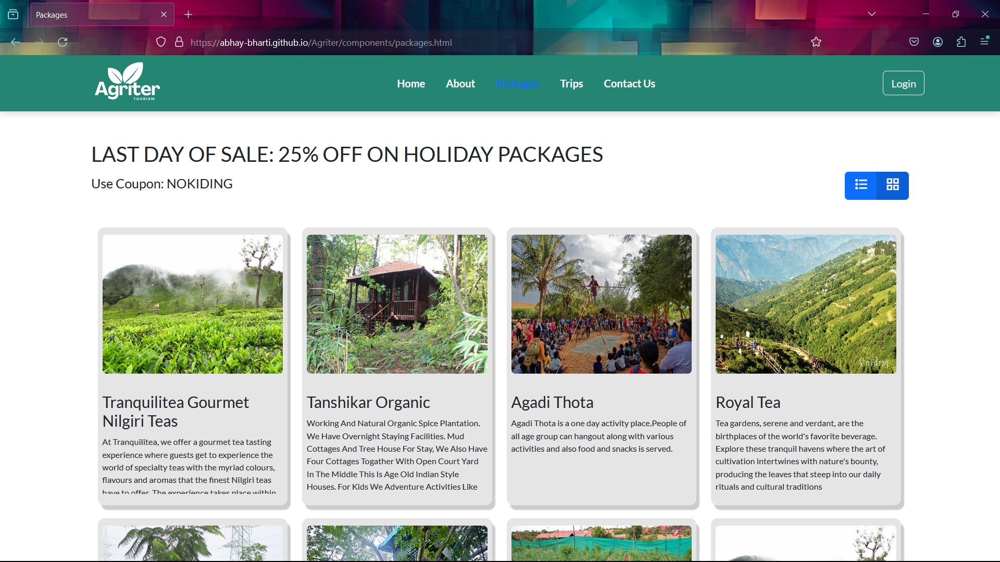 Packages
https://abhay-bharti.github.io/Agriter/components/packages.html
Agriter
TOURISM
Home
About
Packages
Trips
Contact Us
Login
LAST DAY OF SALE: 25% OFF ON HOLIDAY PACKAGES
Use Coupon: NOKIDING
©nvd123
Tranquilitea Gourmet
Nilgiri Teas
At Tranquilitea, we offer a gourmet tea tasting
experience where guests get to experience the
world of specialty teas with the myriad colours,
flavours and aromas that the finest Nilgiri teas
have to offer. The experience takes place within
Tanshikar Organic
Working And Natural Organic Spice Plantation.
We Have Overnight Staying Facilities. Mud
Cottages And Tree House For Stay, We Also Have
Four Cottages Togather With Open Court Yard
In The Middle This Is Age Old Indian Style
Houses. For Kids We Adventure Activities Like
Agadi Thota
Agadi Thota is a one day activity place.People of
all age group can hangout along with various
activities and also food and snacks is served.
Royal Tea
Tea gardens, serene and verdant, are the
birthplaces of the world's favorite beverage.
Explore these tranquil havens where the art of
cultivation intertwines with nature's bounty,
producing the leaves that steep into our daily
rituals and cultural traditions